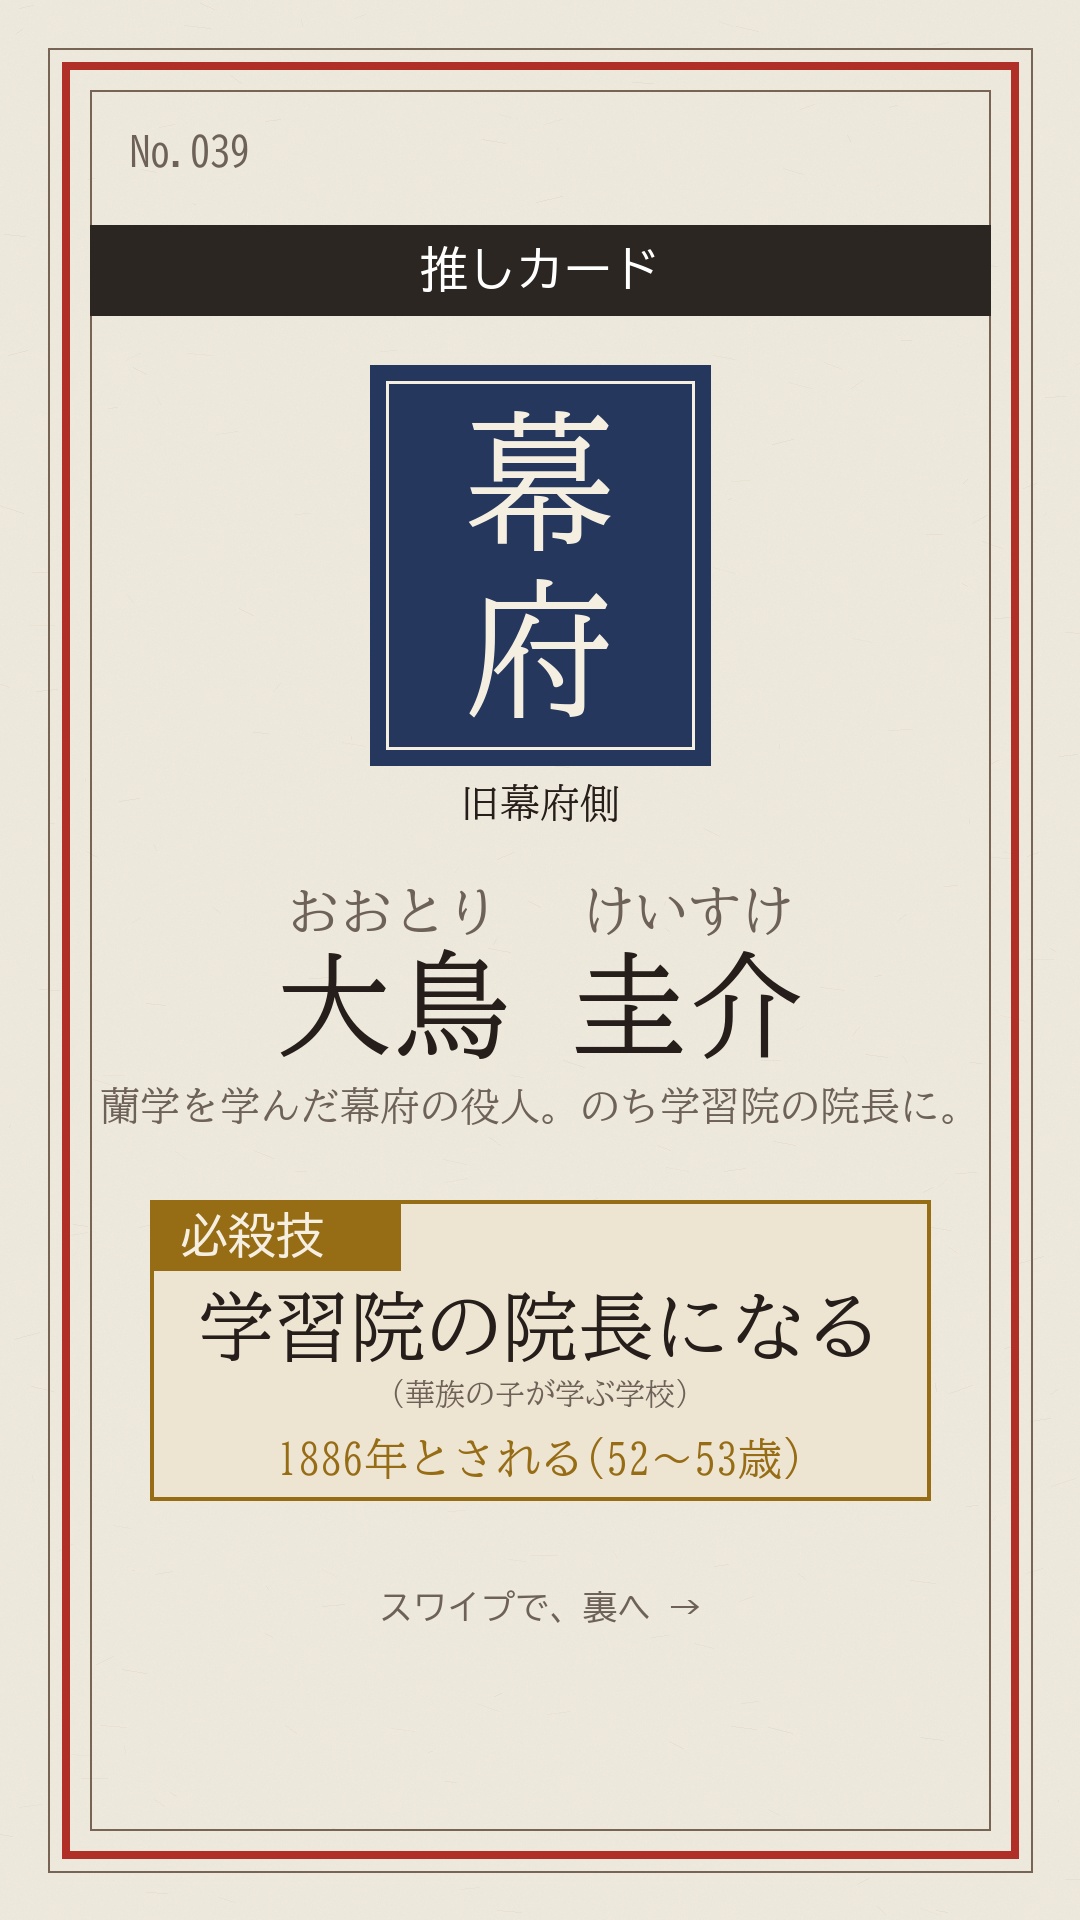 No.039
推しカード
幕
府
旧幕府側
おおとり けいすけ
大鳥 圭介
蘭学を学んだ幕府の役人。のち学習院の院長に。
必殺技
学習院の院長になる
（華族の子が学ぶ学校）
1886年とされる(52〜53歳)
スワイプで、裏へ →